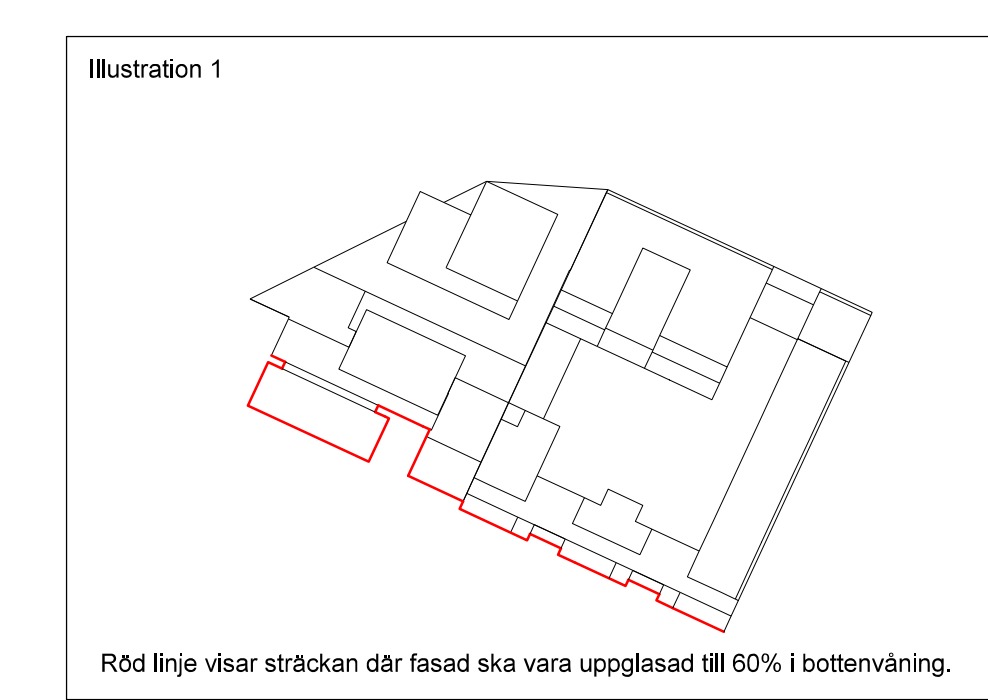 Illustration 1
Röd linje visar sträckan där fasad ska vara uppglasad till 60% i bottenvåning.